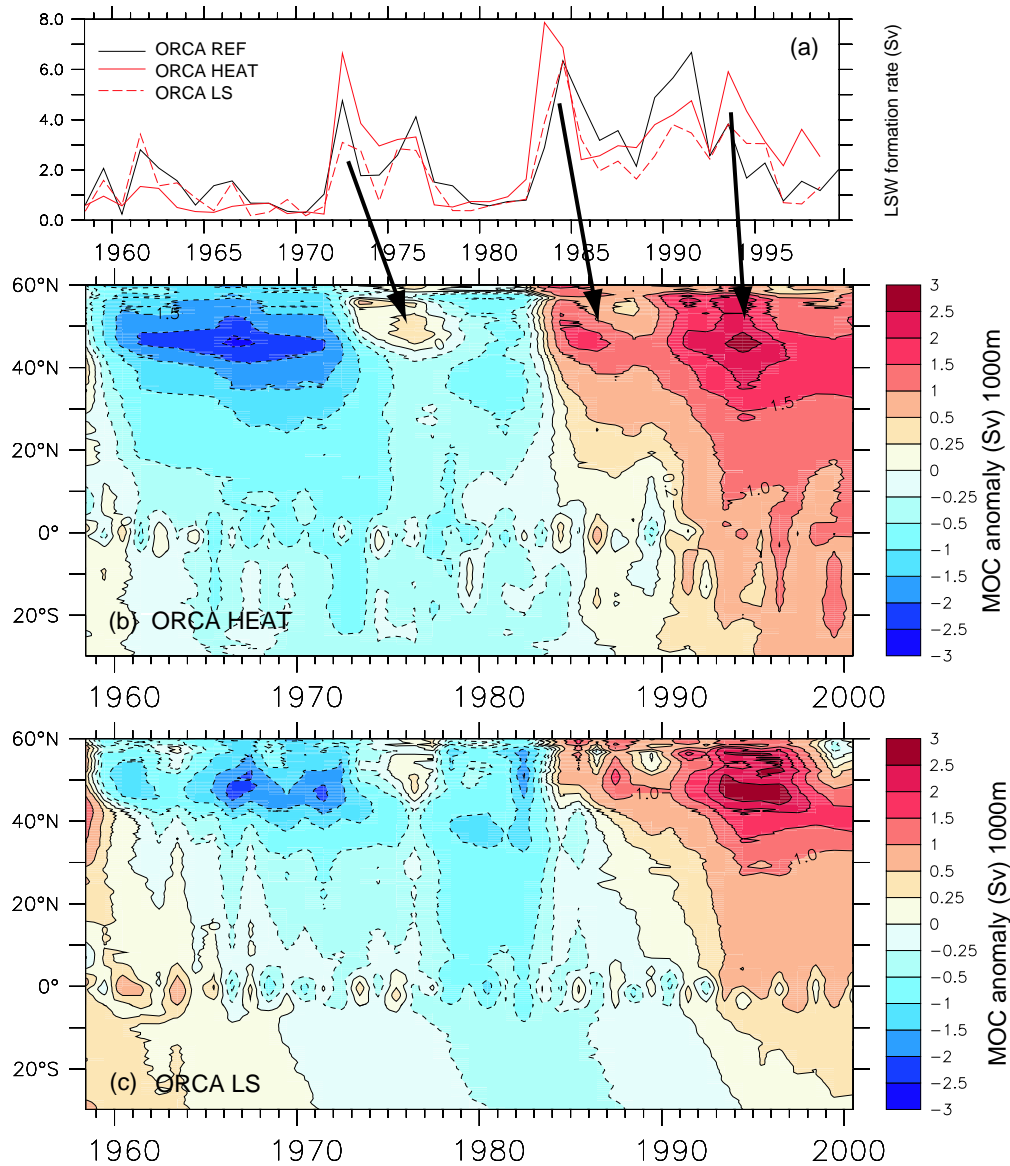 8.0
6.0
4.0
2.0
0.0
ORCA REF
ORCA HEAT
ORCA LS
(a)
LSW formation rate (Sv)
1960 1965 1970 1975 1980 1985 1990 1995
60°N
40°N
20°N
0°
20°S
1.5
0
0.2
1.5
1.0
(b) ORCA HEAT
1960 1970 1980 1990 2000
3
2.5
2
1.5
1
0.5
0.25
0
−0.25
−0.5
−1
−1.5
−2
−2.5
−3
MOC anomaly (Sv) 1000m
60°N
40°N
20°N
0°
20°S
1.0
1.0
(c) ORCA LS
1960 1970 1980 1990 2000
3
2.5
2
1.5
1
0.5
0.25
0
−0.25
−0.5
−1
−1.5
−2
−2.5
−3
MOC anomaly (Sv) 1000m